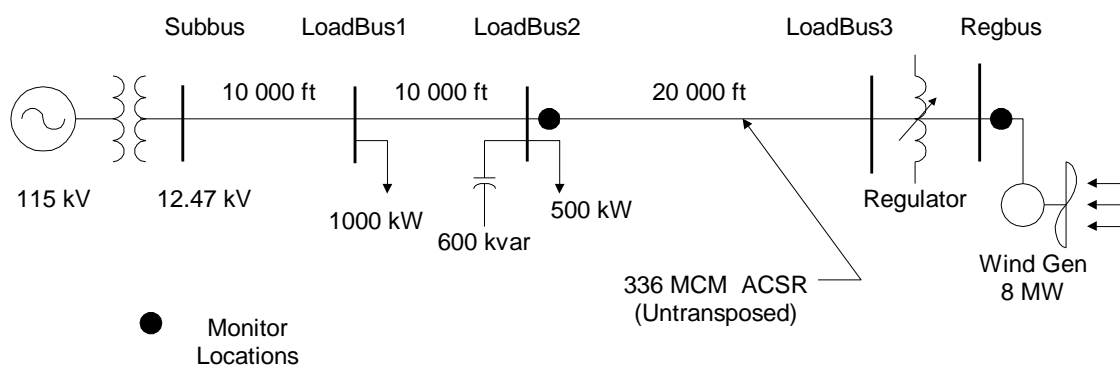 Subbus
LoadBus1
LoadBus2
LoadBus3
Regbus
10 000 ft
10 000 ft
20 000 ft
115 kV
12.47 kV
1000 kW
600 kvar
500 kW
Regulator
336 MCM ACSR
(Untransposed)
Wind Gen
8 MW
Monitor
Locations